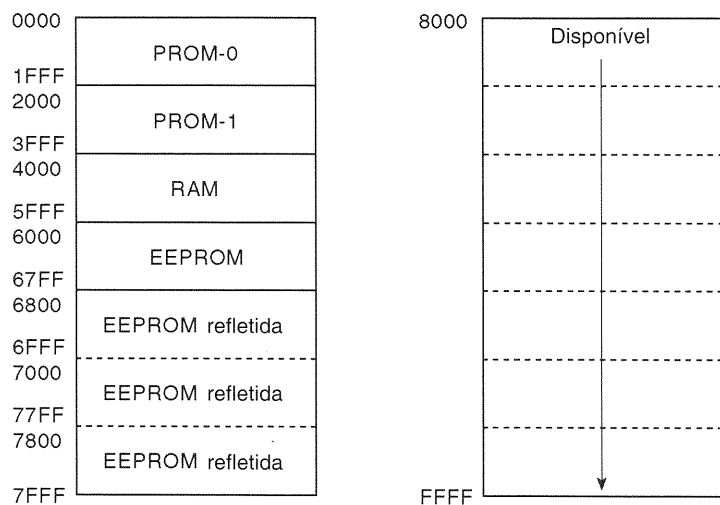 0000
PROM-0
1FFF
2000
PROM-1
3FFF
4000
RAM
5FFF
6000
EEPROM
67FF
6800
EEPROM refletida
6FFF
7000
EEPROM refletida
77FF
7800
EEPROM refletida
7FFF
8000
Disponível
FFFF